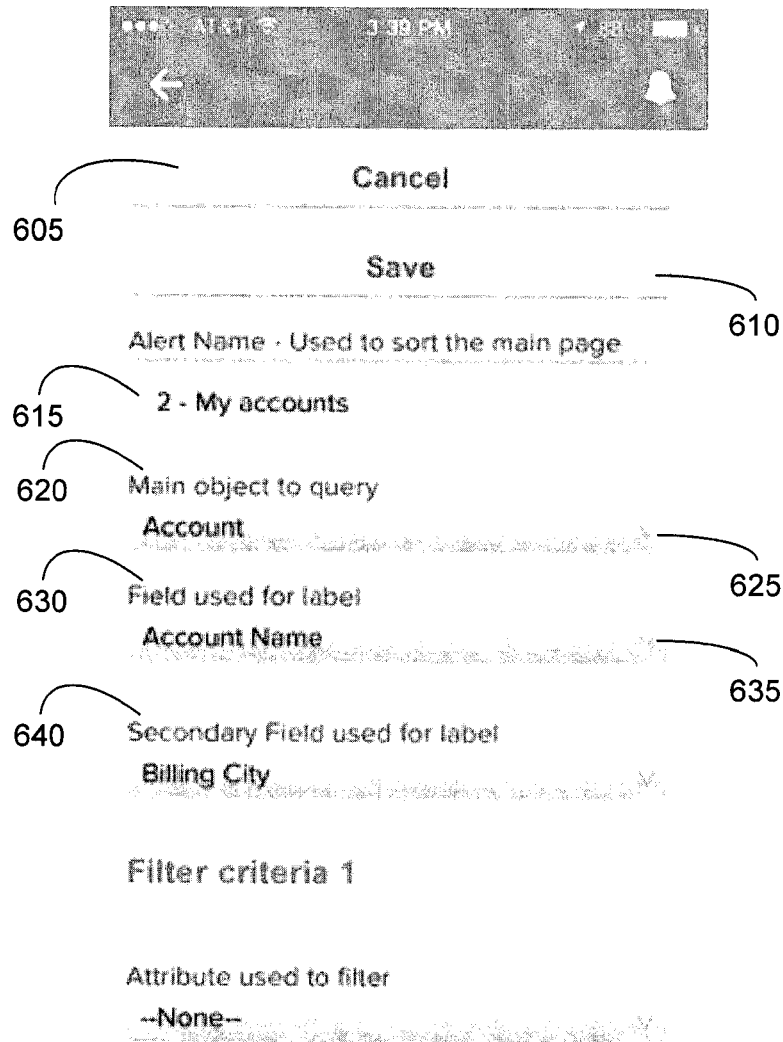 AT&T 3:39 PM
Cancel
605
Save
610
Alert Name - Used to sort the main page
615
2 - My accounts
620
Main object to query
Account
625
630
Field used for label
Account Name
635
640
Secondary Field used for label
Billing City
Filter criteria 1
Attribute used to filter
--None--